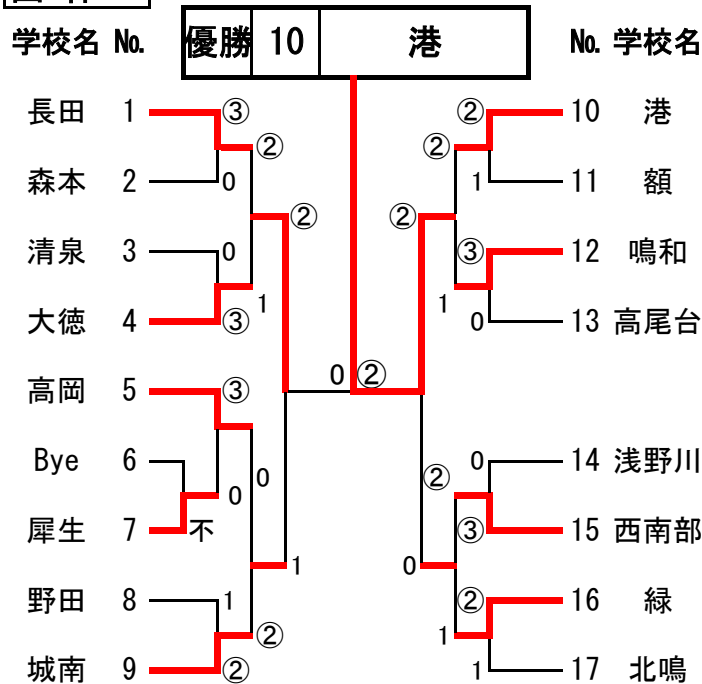 学校名 No. 優勝 10 港 No. 学校名
長田 1 ③ ② 10 港
② ②
森本 2 0 1 11 額
② ②
清泉 3 0 ③ 12 鳴和
大徳 4 ③ 1 1 0 13 高尾台
0 ②
高岡 5 ③
Bye 6 0 ② 0 14 浅野川
0
犀生 7 不 ③ 15 西南部
1 0
野田 8 1 ② 16 緑
② 1
城南 9 ② 1 17 北鳴